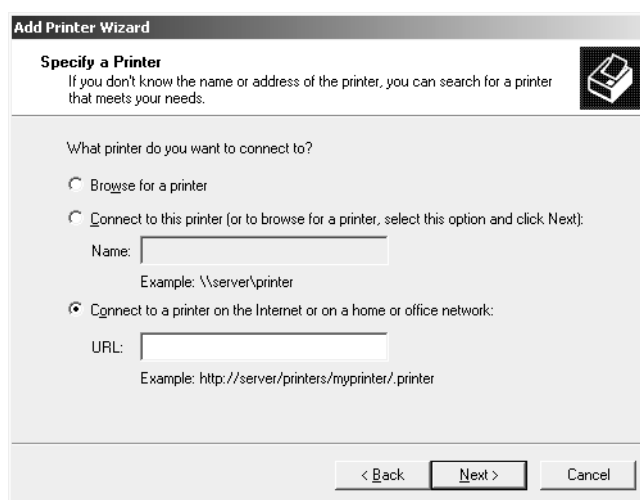 Add Printer Wizard
Specify a Printer
If you don't know the name or address of the printer, you can search for a printer
that meets your needs.
What printer do you want to connect to?
Browse for a printer
Connect to this printer (or to browse for a printer, select this option and click Next):
Name:
Example: \\server\printer
Connect to a printer on the Internet or on a home or office network:
URL:
Example: http://server/printers/myprinter/.printer
< Back Next > Cancel